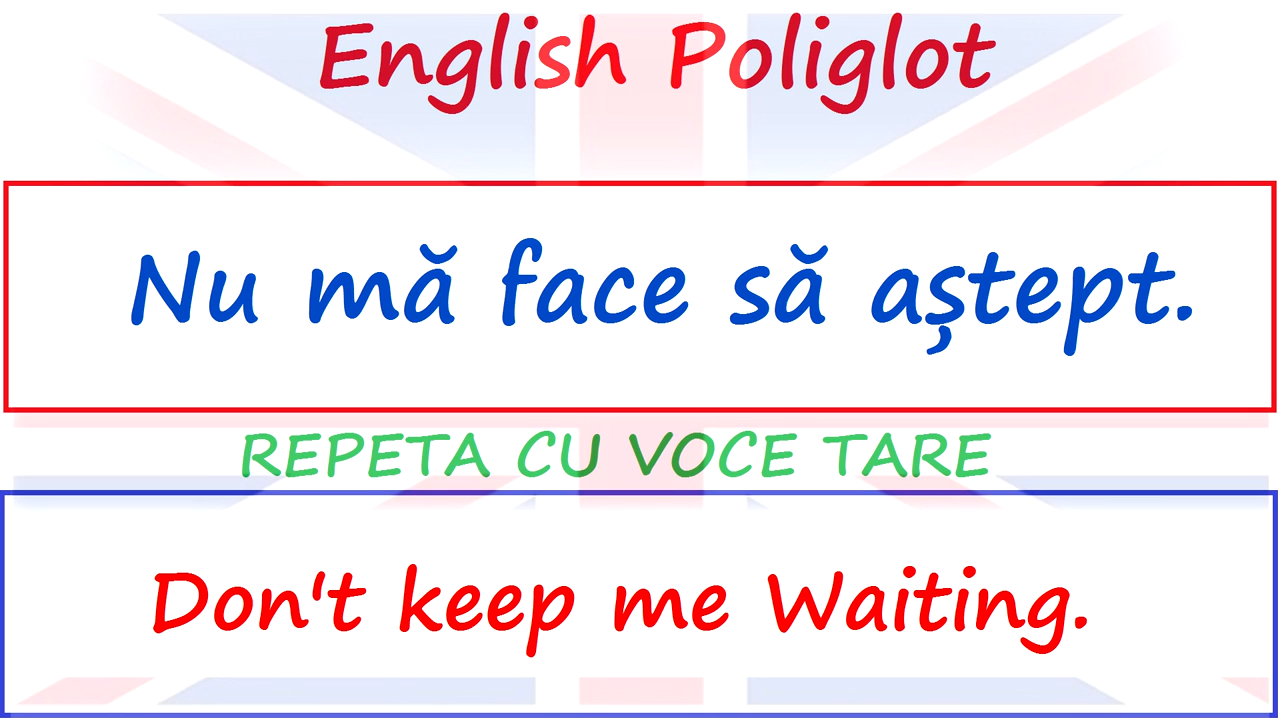 English Poliglot
Nu mă face să aștept.
REPETA CU VOCE TARE
Don't keep me Waiting.